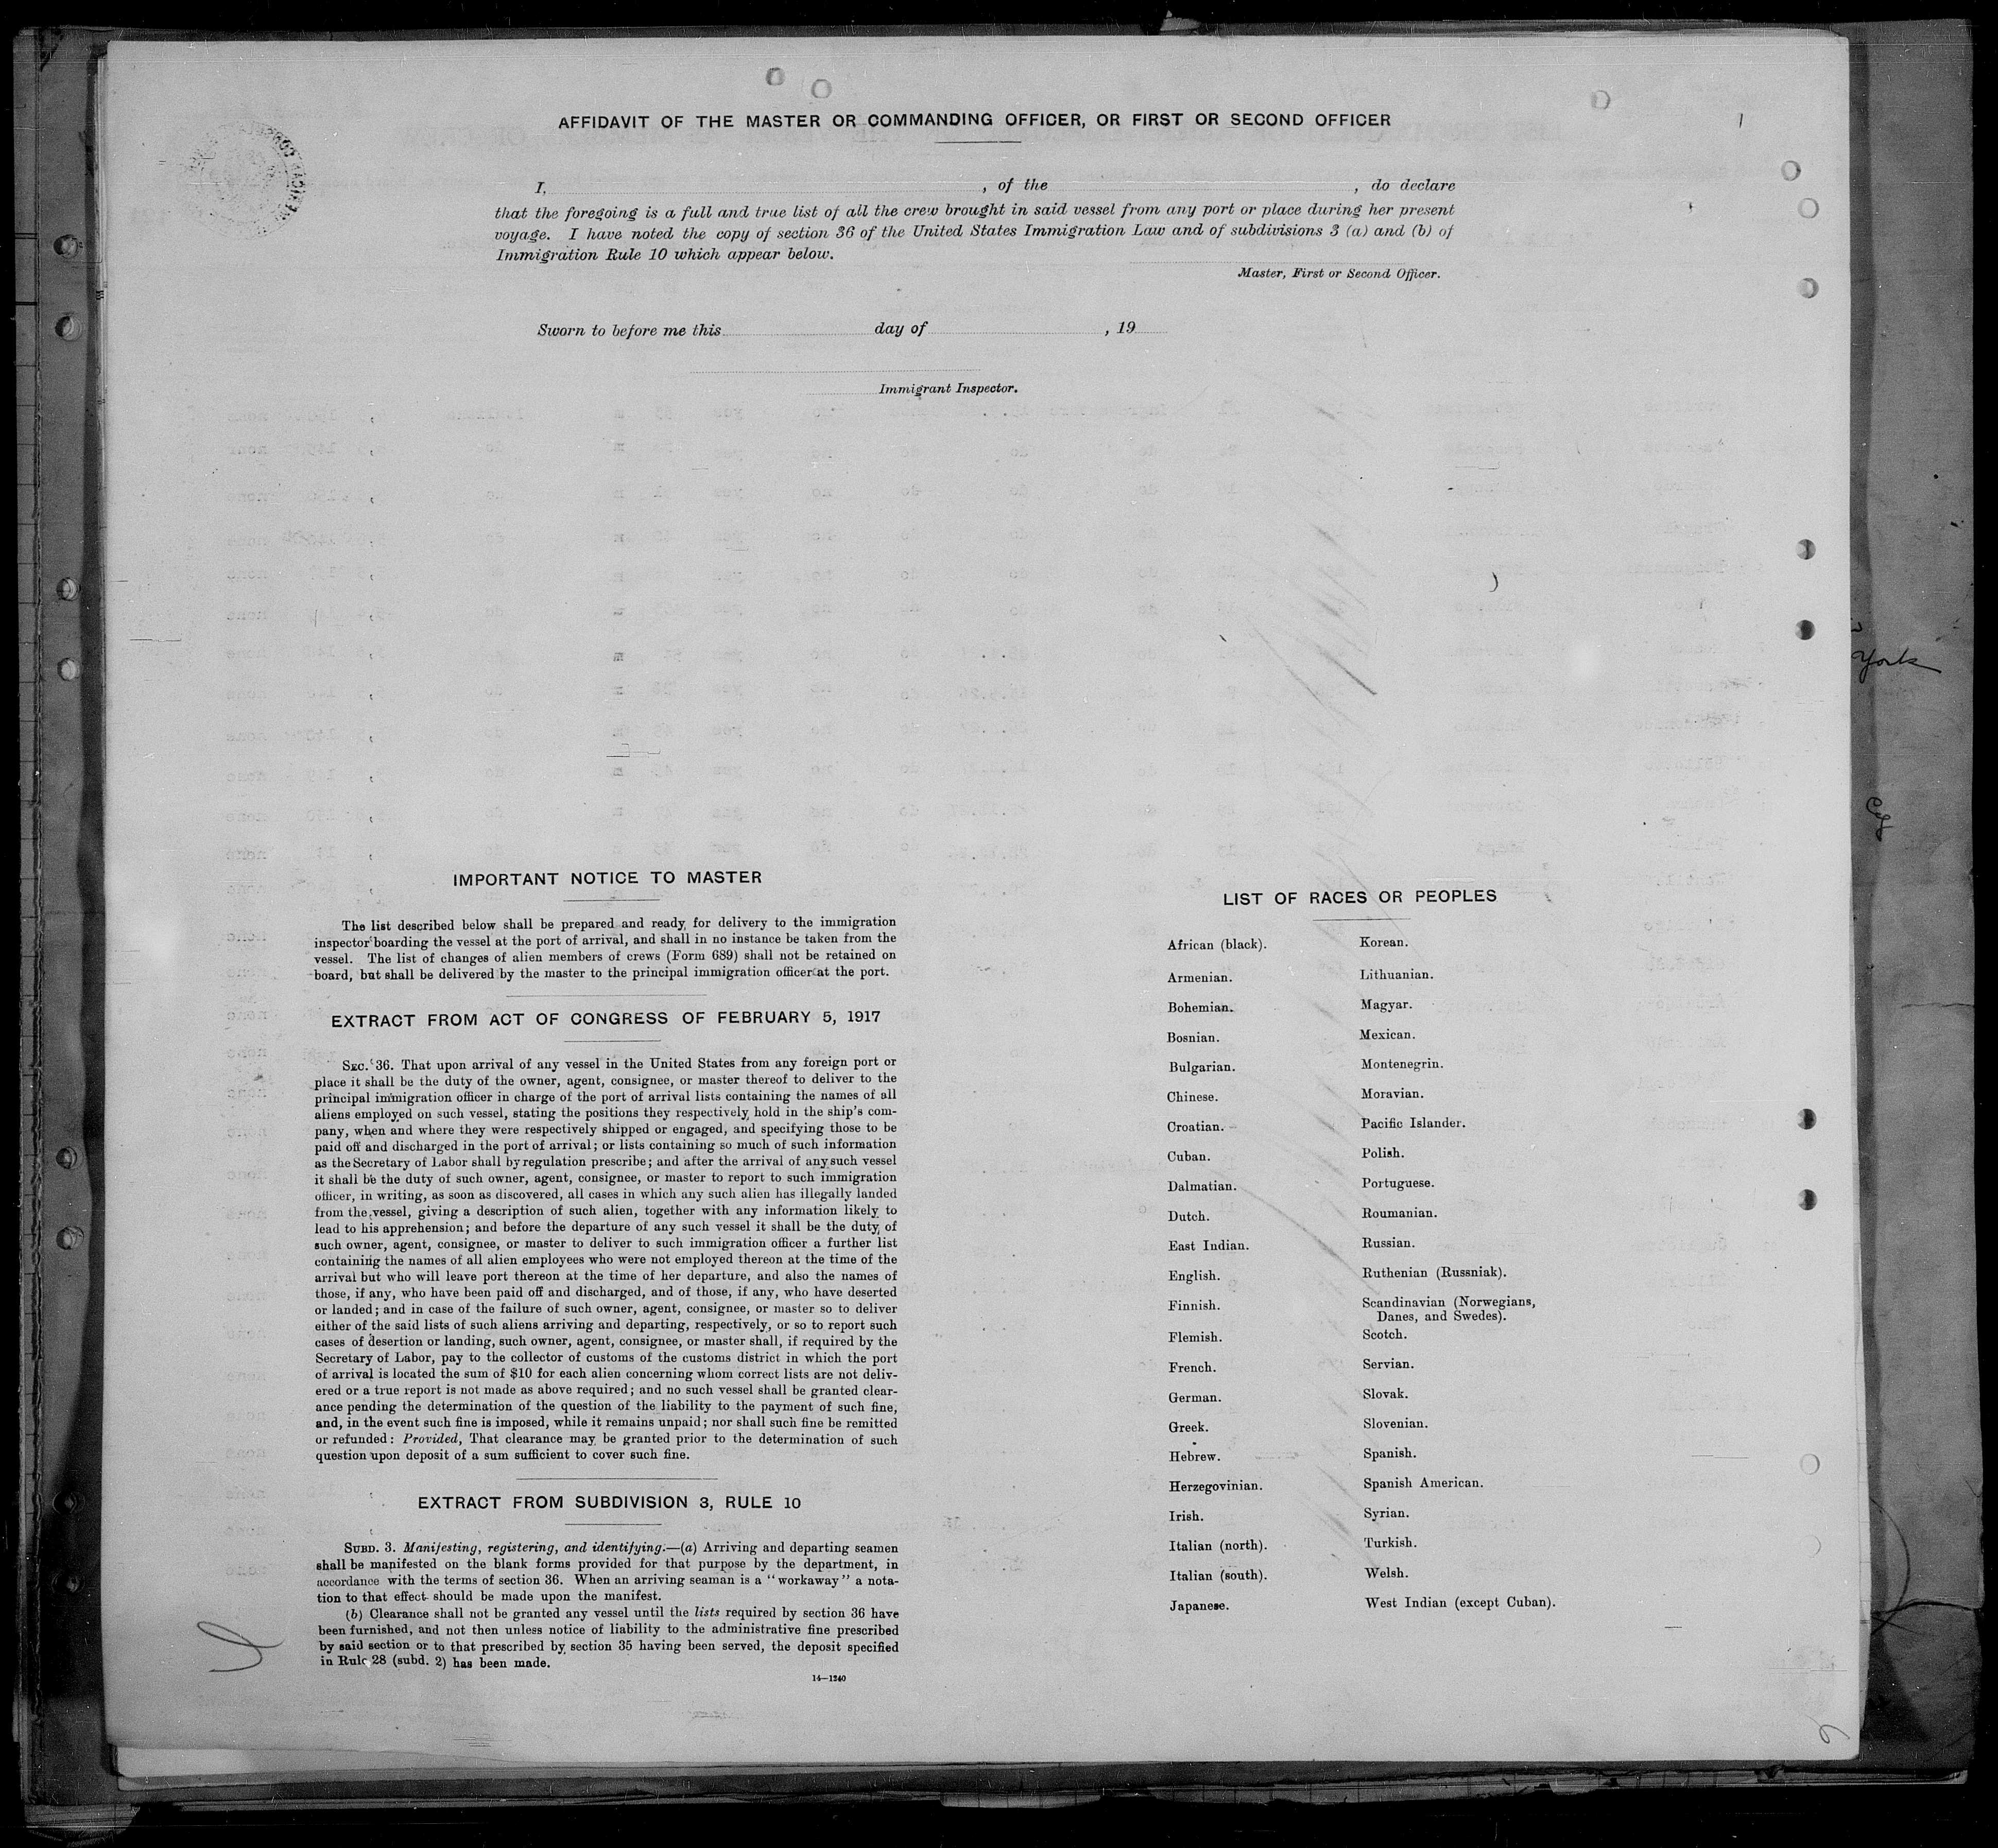 AFFIDAVIT OF THE MASTER OR COMMANDING OFFICER, OR FIRST OR SECOND OFFICER
I, , of the , do declare
that the foregoing is a full and true list of all the crew brought in said vessel from any port or place during her present
voyage. I have noted the copy of section 36 of the United States Immigration Law and of subdivisions 3 (a) and (b) of
Immigration Rule 10 which appear below.
Master, First or Second Officer.
Sworn to before me this day of , 19
Immigrant Inspector.
York
IMPORTANT NOTICE TO MASTER
The list described below shall be prepared and ready for delivery to the immigration
inspector boarding the vessel at the port of arrival, and shall in no instance be taken from the
vessel. The list of changes of alien members of crews (Form 689) shall not be retained on
board, but shall be delivered by the master to the principal immigration officer at the port.
EXTRACT FROM ACT OF CONGRESS OF FEBRUARY 5, 1917
SEC. 36. That upon arrival of any vessel in the United States from any foreign port or
place it shall be the duty of the owner, agent, consignee, or master thereof to deliver to the
principal immigration officer in charge of the port of arrival lists containing the names of all
aliens employed on such vessel, stating the positions they respectively hold in the ship's com-
pany, when and where they were respectively shipped or engaged, and specifying those to be
paid off and discharged in the port of arrival; or lists containing so much of such information
as the Secretary of Labor shall by regulation prescribe; and after the arrival of any such vessel
it shall be the duty of such owner, agent, consignee, or master to report to such immigration
officer, in writing, as soon as discovered, all cases in which any such alien has illegally landed
from the vessel, giving a description of such alien, together with any information likely to
lead to his apprehension; and before the departure of any such vessel it shall be the duty of
such owner, agent, consignee, or master to deliver to such immigration officer a further list
containing the names of all alien employees who were not employed thereon at the time of the
arrival but who will leave port thereon at the time of her departure, and also the names of
those, if any, who have been paid off and discharged, and of those, if any, who have deserted
or landed; and in case of the failure of such owner, agent, consignee, or master so to deliver
either of the said lists of such aliens arriving and departing, respectively, or so to report such
cases of desertion or landing, such owner, agent, consignee, or master shall, if required by the
Secretary of Labor, pay to the collector of customs of the customs district in which the port
of arrival is located the sum of $10 for each alien concerning whom correct lists are not deliv-
ered or a true report is not made as above required; and no such vessel shall be granted clear-
ance pending the determination of the question of the liability to the payment of such fine,
and, in the event such fine is imposed, while it remains unpaid; nor shall such fine be remitted
or refunded: Provided, That clearance may be granted prior to the determination of such
question upon deposit of a sum sufficient to cover such fine.
EXTRACT FROM SUBDIVISION 3, RULE 10
SUBD. 3. Manifesting, registering, and identifying.—(a) Arriving and departing seamen
shall be manifested on the blank forms provided for that purpose by the department, in
accordance with the terms of section 36. When an arriving seaman is a "workaway" a nota-
tion to that effect should be made upon the manifest.
(b) Clearance shall not be granted any vessel until the lists required by section 36 have
been furnished, and not then unless notice of liability to the administrative fine prescribed
by said section or to that prescribed by section 35 having been served, the deposit specified
in Rule 28 (subd. 2) has been made.
14—1240
LIST OF RACES OR PEOPLES
African (black).
Armenian.
Bohemian.
Bosnian.
Bulgarian.
Chinese.
Croatian.
Cuban.
Dalmatian.
Dutch.
East Indian.
English.
Finnish.
Flemish.
French.
German.
Greek.
Hebrew.
Herzegovinian.
Irish.
Italian (north).
Italian (south).
Japanese.
Korean.
Lithuanian.
Magyar.
Mexican.
Montenegrin.
Moravian.
Pacific Islander.
Polish.
Portuguese.
Roumanian.
Russian.
Ruthenian (Russniak).
Scandinavian (Norwegians,
Danes, and Swedes).
Scotch.
Servian.
Slovak.
Slovenian.
Spanish.
Spanish American.
Syrian.
Turkish.
Welsh.
West Indian (except Cuban).